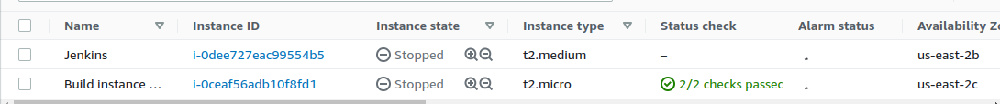 Name Instance ID Instance state Instance type Status check Alarm status Availability Ze
Jenkins i-0dee727eac99554b5 Stopped t2.medium – us-east-2b
Build instance ... i-0ceaf56adb10f8fd1 Stopped t2.micro 2/2 checks passed us-east-2c